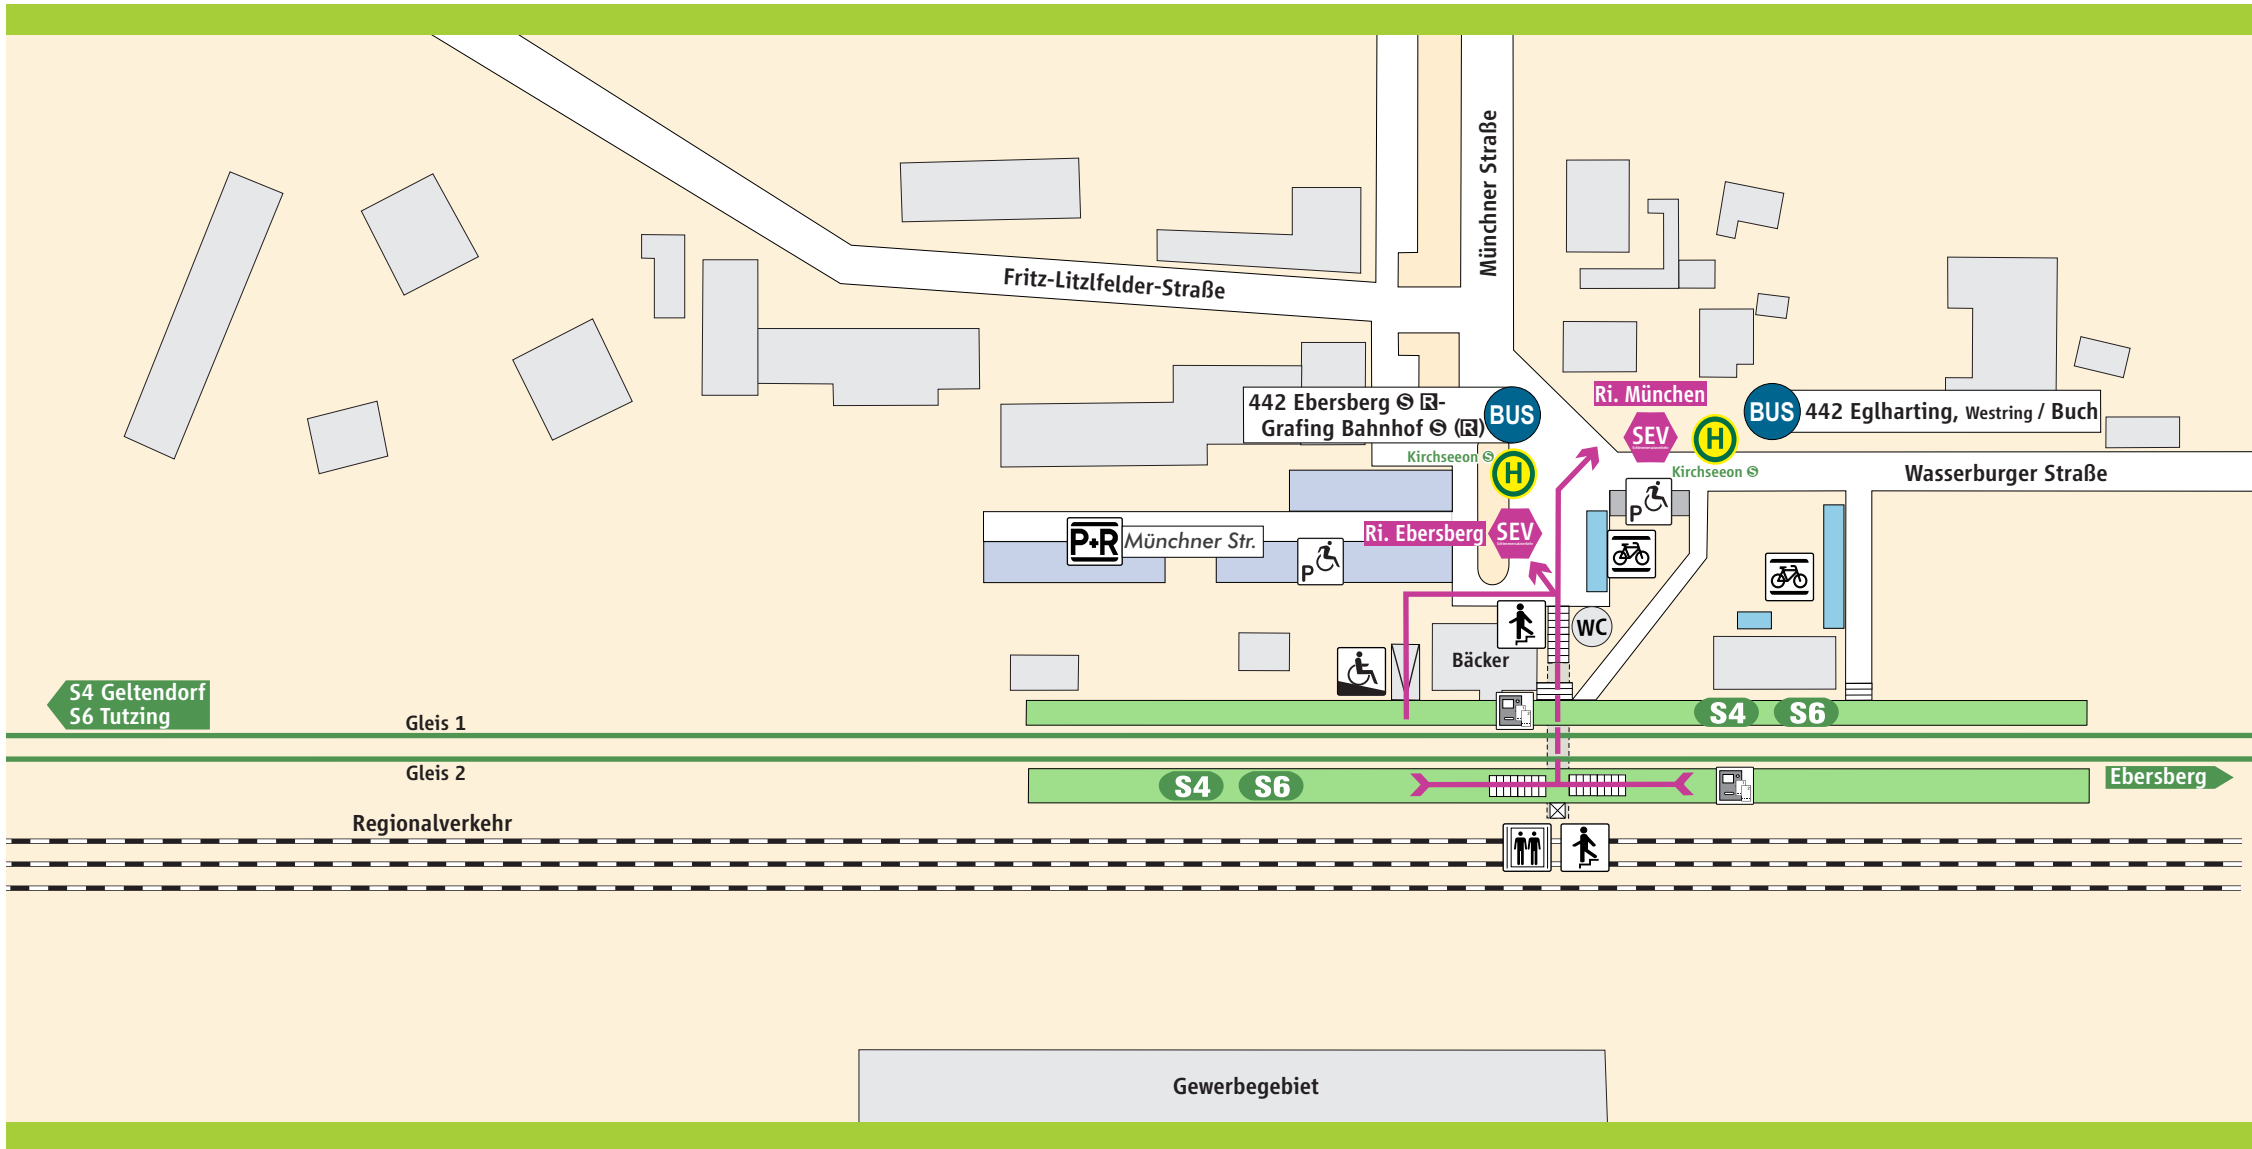 Münchner Straße
Fritz-Litzlfelder-Straße
442 Ebersberg S R-
Grafing Bahnhof S (R)
BUS
Kirchseeon S
H
Ri. München
SEV
H
Kirchseeon S
BUS
442 Eglharting, Westring / Buch
Wasserburger Straße
P+R
Münchner Str.
P
Ri. Ebersberg
SEV
P
WC
Bäcker
S4 Geltendorf
S6 Tutzing
Gleis 1
S4
S6
Gleis 2
S4
S6
Ebersberg
Regionalverkehr
Gewerbegebiet